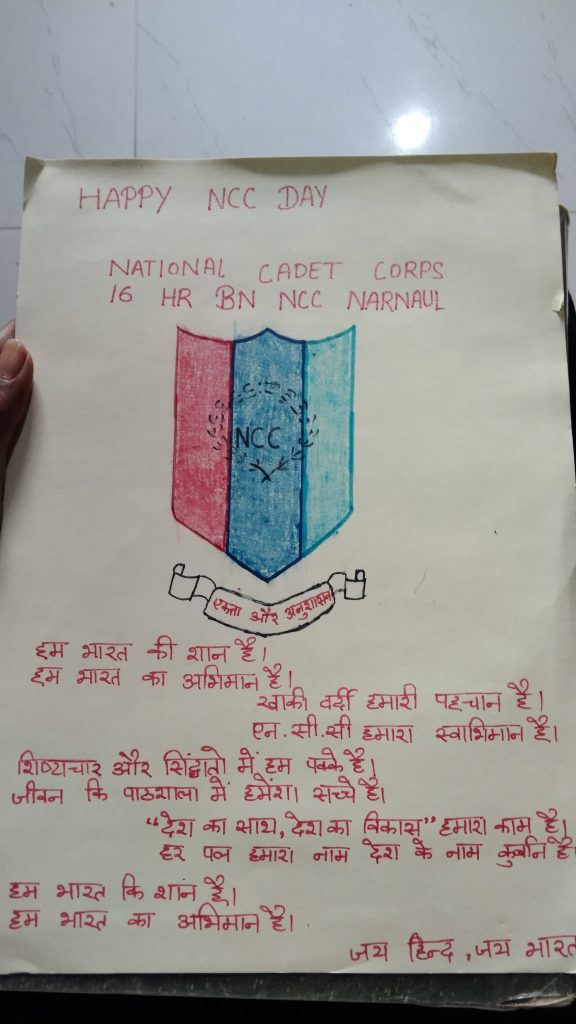 HAPPY NCC DAY
NATIONAL CADET CORPS
16 HR BN NCC NARNAUL
NCC
एकता और अनुशासन
हम भारत की शान है।
हम भारत का अभिमान है।
खाकी वर्दी हमारी पहचान है।
एन.सी.सी हमारा स्वाभिमान है।
शिष्टाचार और सिंद्धातो में हम पक्के है।
जीवन कि पाठशाला में हमेशा सच्चे है।
"देश का साथ, देश का विकास" हमारा काम है।
हर पल हमारा नाम देश के नाम कुर्बान है
हम भारत कि शान है।
हम भारत का अभिमान है।
जय हिन्द, जय भारत